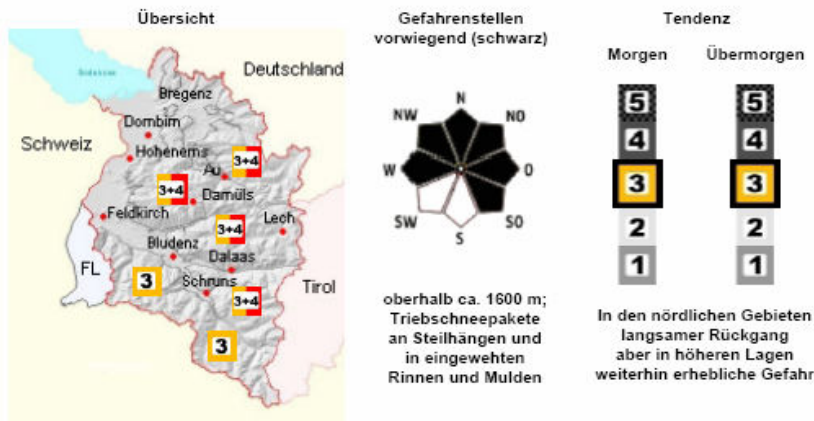 Übersicht
Bodensee
Deutschland
Bregenz
Dornbirn
Schweiz
Hohenems
Au
3+4
3+4
Damüls
Feldkirch
3+4
Lech
Bludenz
Dalaas
FL
3
Schruns
3+4
Tirol
3
Gefahrenstellen
vorwiegend (schwarz)
N
NW
NO
W
O
SW
SO
S
oberhalb ca. 1600 m;
Triebschneepakete
an Steilhängen und
in eingewehten
Rinnen und Mulden
Tendenz
Morgen
Übermorgen
5
5
4
4
3
3
2
2
1
1
In den nördlichen Gebieten
langsamer Rückgang
aber in höheren Lagen
weiterhin erhebliche Gefahr